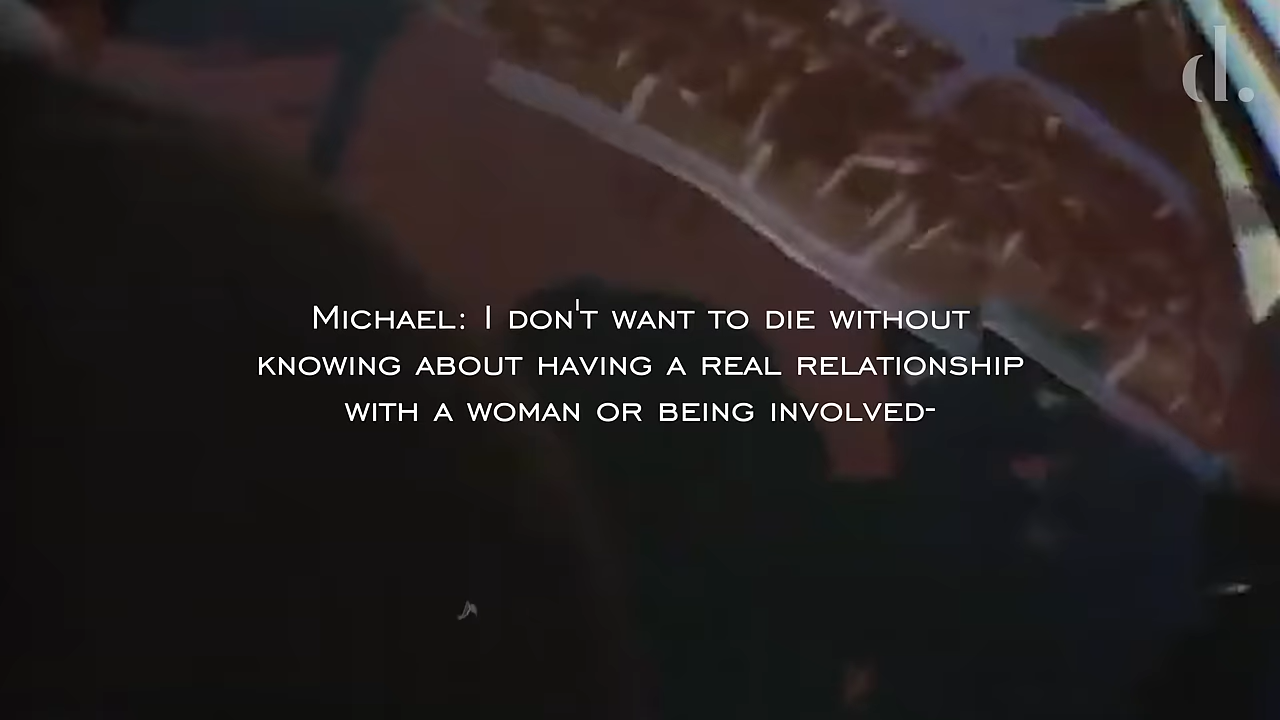 d.
Michael: I don't want to die without
knowing about having a real relationship
with a woman or being involved-